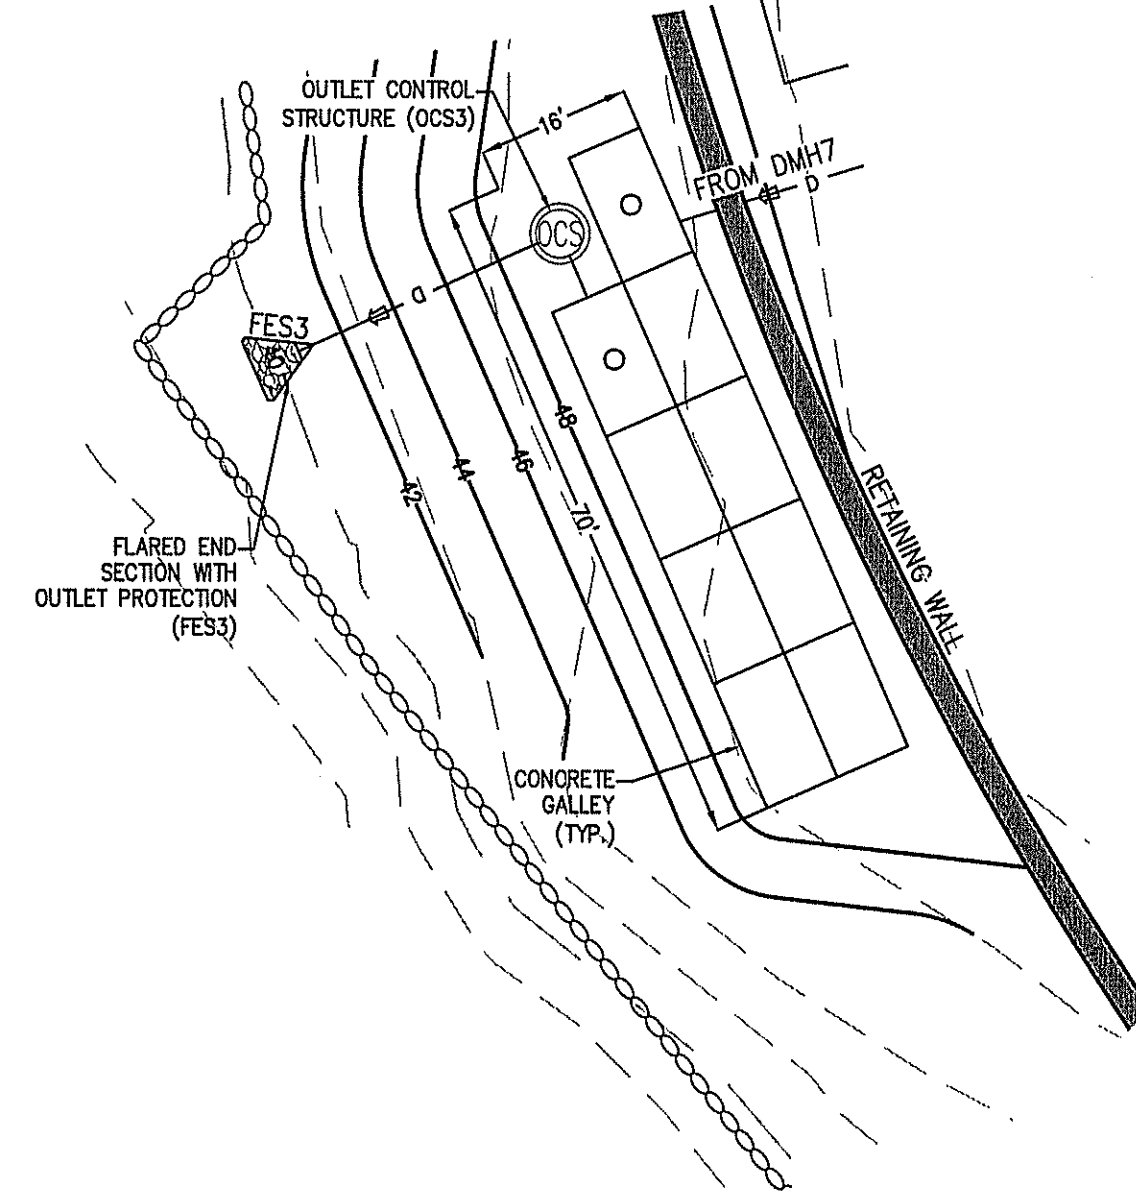 OUTLET CONTROL
STRUCTURE (OCS3)
16'
FROM DMH7
D
OCS
D
FES3
48
46
44
42
70'
RETAINING WALL
FLARED END
SECTION WITH
OUTLET PROTECTION
(FES3)
CONCRETE
GALLEY
(TYP.)